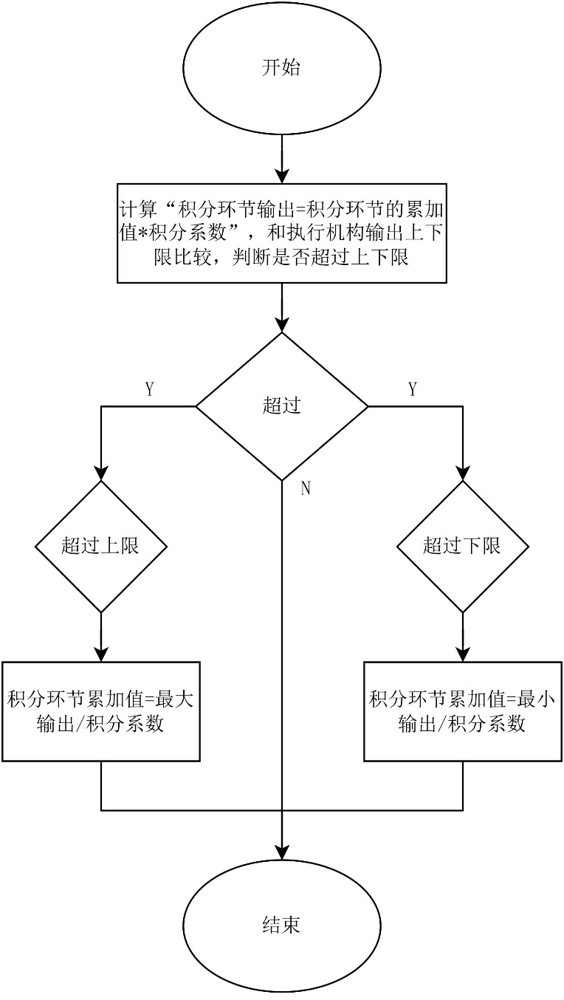 开始
计算“积分环节输出=积分环节的累加
值*积分系数”，和执行机构输出上下
限比较，判断是否超过上下限
Y
超过
Y
N
超过上限
超过下限
积分环节累加值=最大
输出/积分系数
积分环节累加值=最小
输出/积分系数
结束